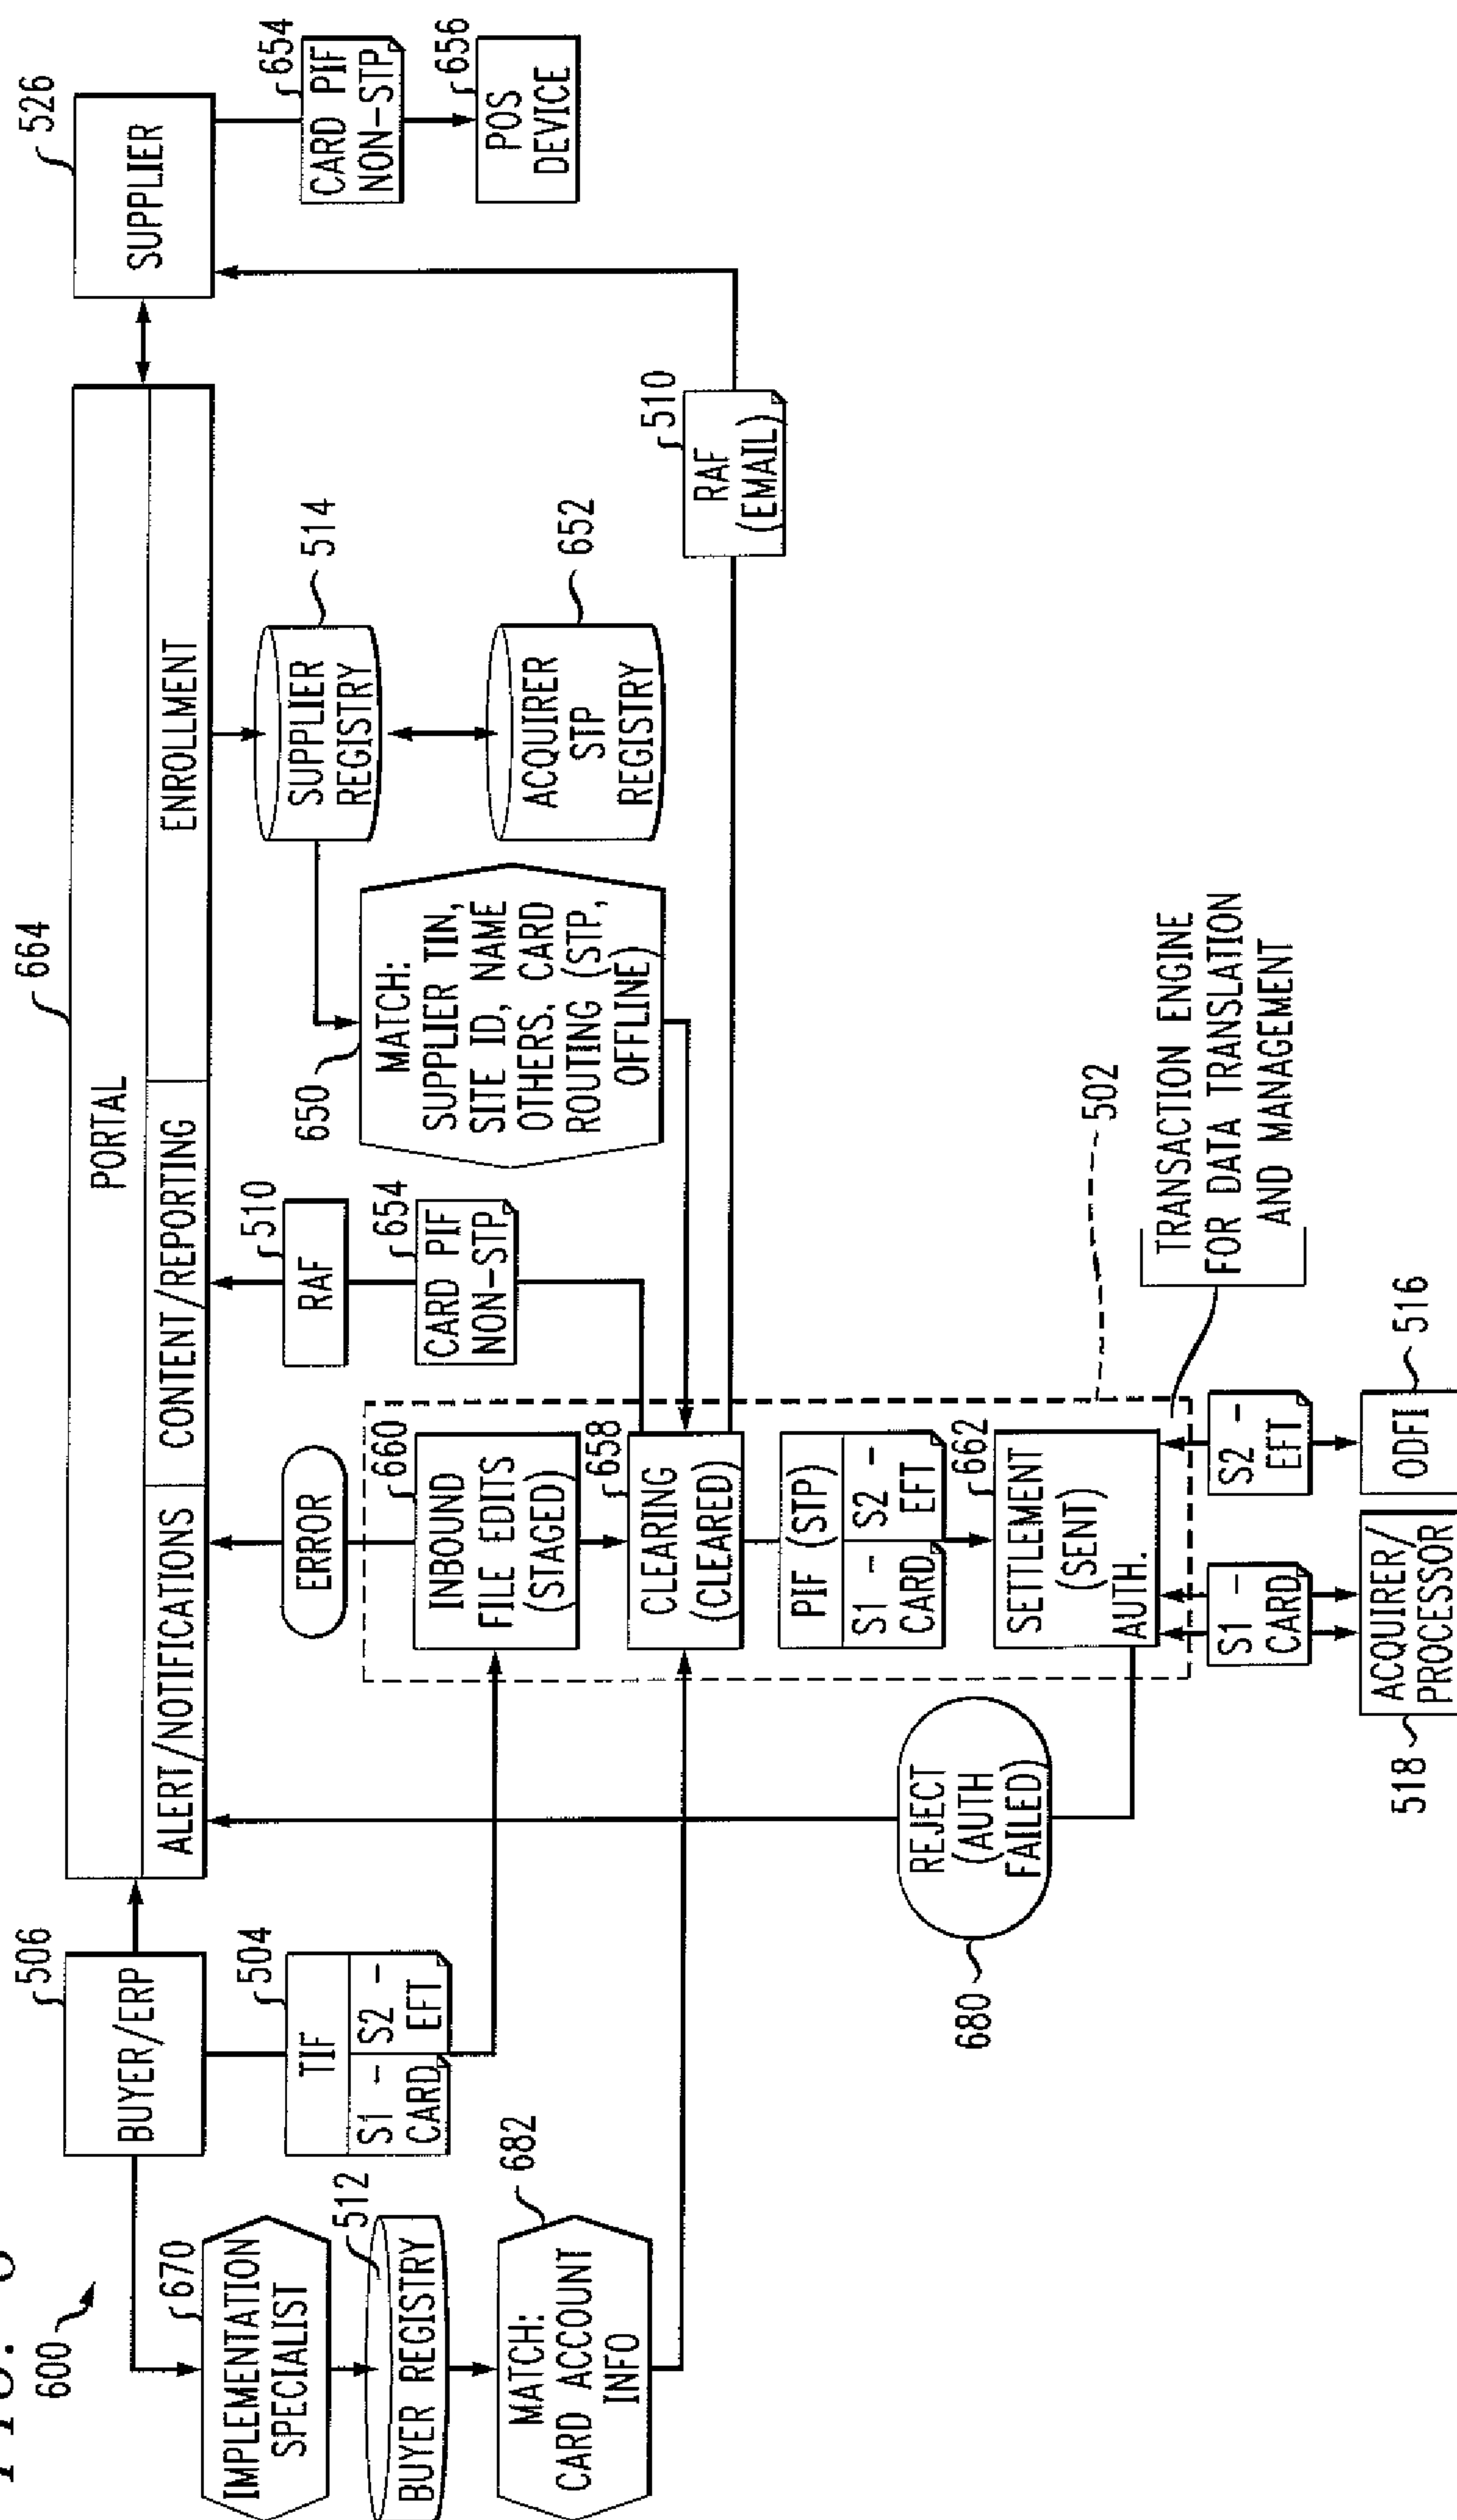 FIG. 6
600
506
BUYER/ERP
664
PORTAL
ALERT/NOTIFICATIONS
CONTENT/REPORTING
ENROLLMENT
526
SUPPLIER
670
IMPLEMENTATION
SPECIALIST
512
BUYER REGISTRY
682
MATCH:
CARD ACCOUNT
INFO
504
TIF
S1 -
CARD
S2 -
EFT
ERROR
660
INBOUND
FILE EDITS
(STAGED)
658
CLEARING
(CLEARED)
PIF (STP)
S1 -
CARD
S2 -
EFT
662
SETTLEMENT
(SENT)
AUTH.
680
REJECT
(AUTH
FAILED)
S1 -
CARD
S2 -
EFT
518
ACQUIRER/
PROCESSOR
ODFI
516
510
RAF
654
CARD PIF
NON-STP
650
MATCH:
SUPPLIER TIN,
SITE ID, NAME
OTHERS. CARD
ROUTING (STP,
OFFLINE)
514
SUPPLIER
REGISTRY
652
ACQUIRER
STP
REGISTRY
510
RAF
(EMAIL)
654
CARD PIF
NON-STP
656
POS
DEVICE
502
TRANSACTION ENGINE
FOR DATA TRANSLATION
AND MANAGEMENT